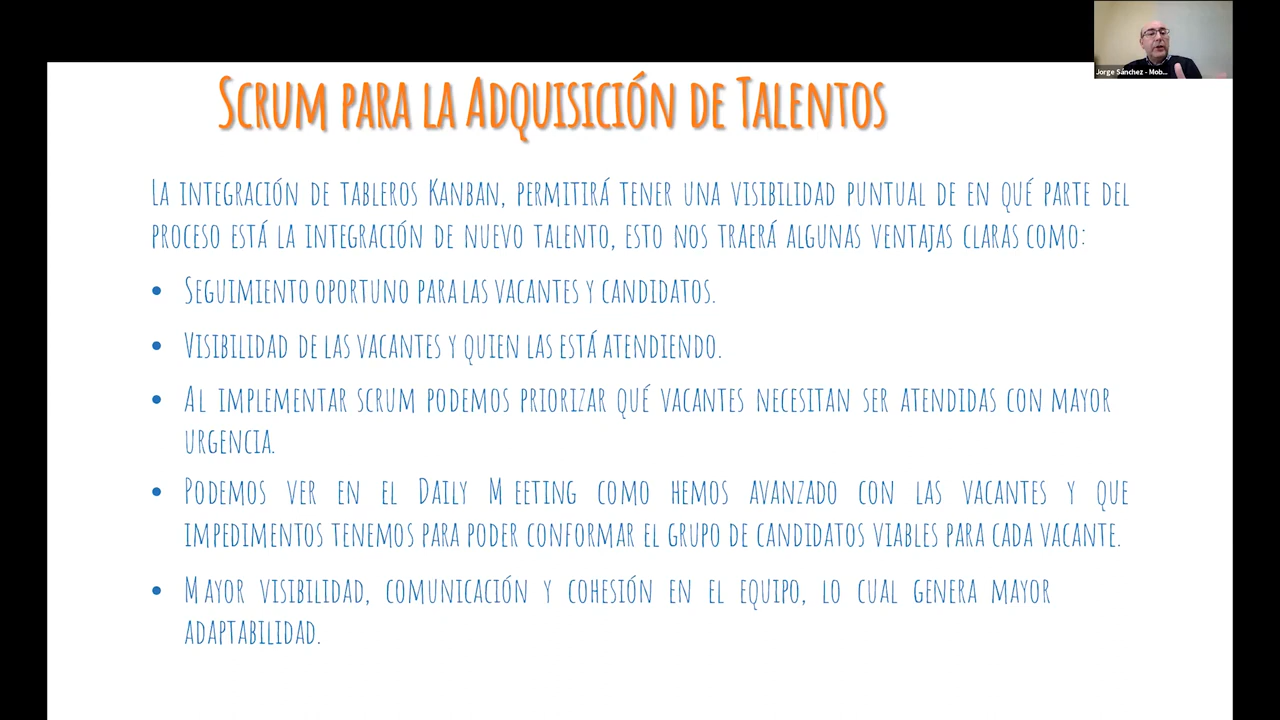 Jorge Sánchez - Mob...
Scrum para la Adquisición de Talentos
La integración de tableros Kanban, permitirá tener una visibilidad puntual de en qué parte del
proceso está la integración de nuevo talento, esto nos traerá algunas ventajas claras como:
• Seguimiento oportuno para las vacantes y candidatos.
• Visibilidad de las vacantes y quien las está atendiendo.
• Al implementar scrum podemos priorizar qué vacantes necesitan ser atendidas con mayor
urgencia.
• Podemos ver en el Daily Meeting como hemos avanzado con las vacantes y que
impedimentos tenemos para poder conformar el grupo de candidatos viables para cada vacante.
• Mayor visibilidad, comunicación y cohesión en el equipo, lo cual genera mayor
adaptabilidad.